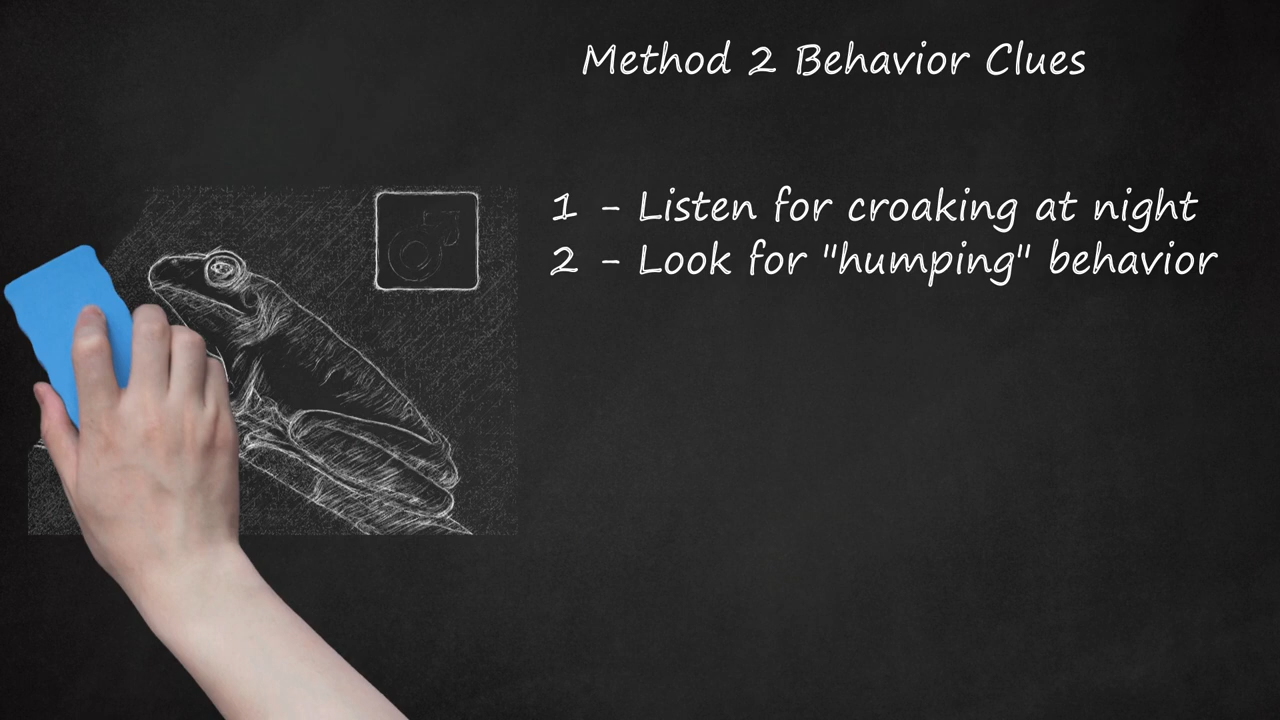 Method 2 Behavior Clues
1 - Listen for croaking at night
2 - Look for "humping" behavior